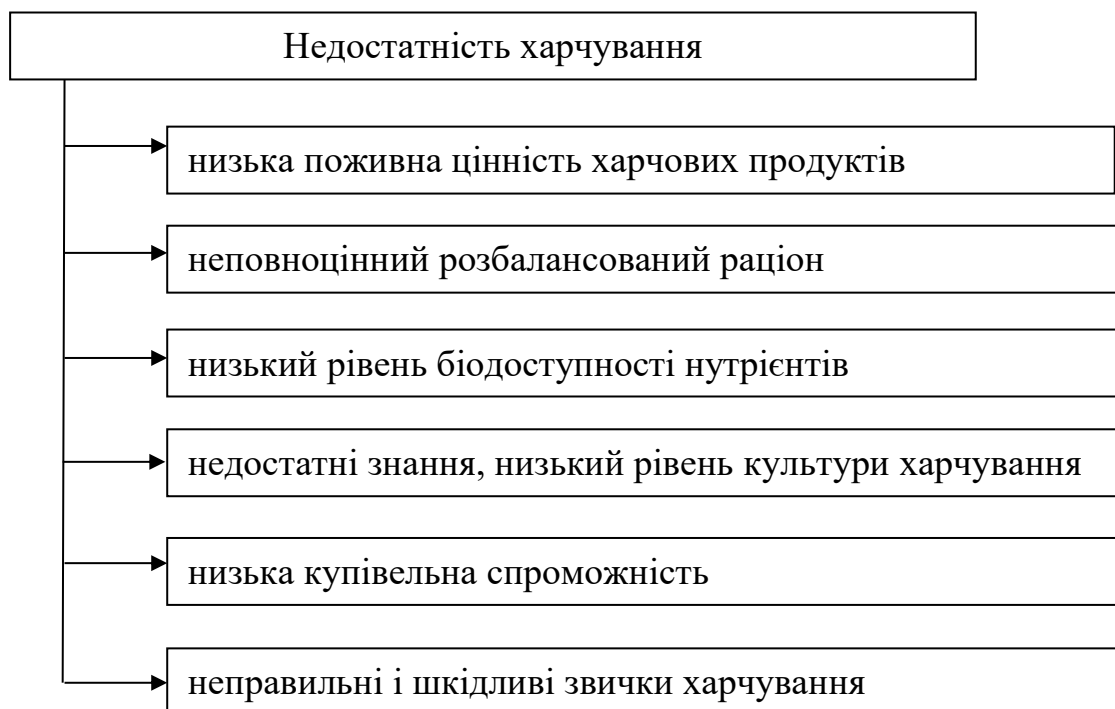 Недостатність харчування
низька поживна цінність харчових продуктів
неповноцінний розбалансований раціон
низький рівень біодоступності нутрієнтів
недостатні знання, низький рівень культури харчування
низька купівельна спроможність
неправильні і шкідливі звички харчування